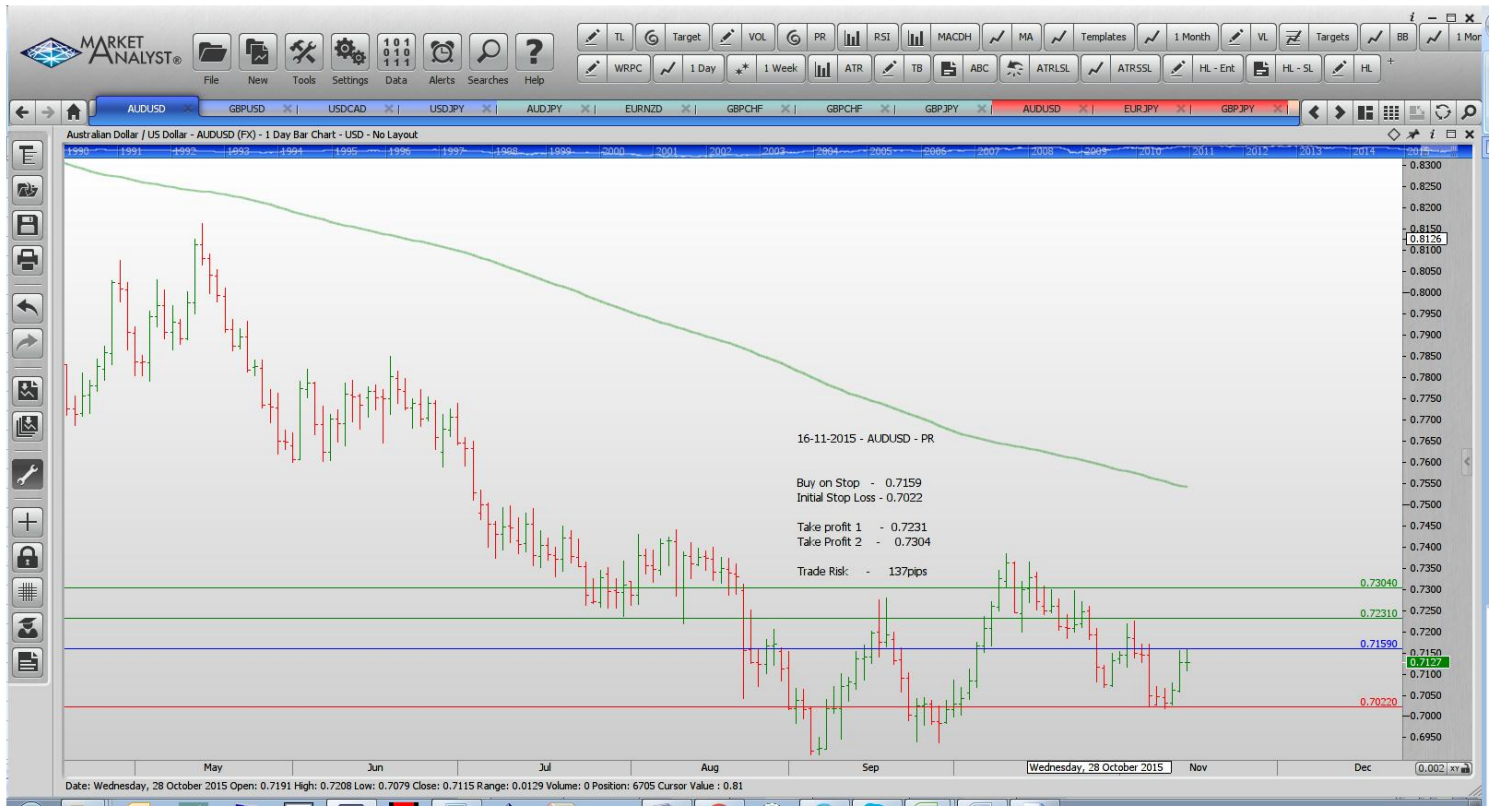 MARKET
ANALYST®
File New Tools Settings Data Alerts Searches Help
TL Target VOL PR RSI MACDH MA Templates 1 Month VL Targets BB 1 Mor
WRPC 1 Day 1 Week ATR TB ABC ATRLSL ATRSSL HL - Ent HL - SL HL +
AUDUSD GBPUSD USDCAD USDJPY AUDJPY EURNZD GBPCHF GBPCHF GBPJPY AUDUSD EURJPY GBPJPY
Australian Dollar / US Dollar - AUDUSD (FX) - 1 Day Bar Chart - USD - No Layout
1990 1991 1992 1993 1994 1995 1996 1997 1998 1999 2000 2001 2002 2003 2004 2005 2006 2007 2008 2009 2010 2011 2012 2013 2014 2015
0.8300
0.8250
0.8200
0.8150
0.8126
0.8100
0.8050
0.8000
0.7950
0.7900
0.7850
0.7800
0.7750
0.7700
0.7650
0.7600
0.7550
0.7500
0.7450
0.7400
0.7350
0.7300
0.7250
0.7200
0.7150
0.7127
0.7100
0.7050
0.7000
0.6950
16-11-2015 - AUDUSD - PR
Buy on Stop - 0.7159
Initial Stop Loss - 0.7022
Take profit 1 - 0.7231
Take Profit 2 - 0.7304
Trade Risk - 137pips
0.73040
0.72310
0.71590
0.70220
May Jun Jul Aug Sep Wednesday, 28 October 2015 Nov Dec 0.002 XY
Date: Wednesday, 28 October 2015 Open: 0.7191 High: 0.7208 Low: 0.7079 Close: 0.7115 Range: 0.0129 Volume: 0 Position: 6705 Cursor Value : 0.81